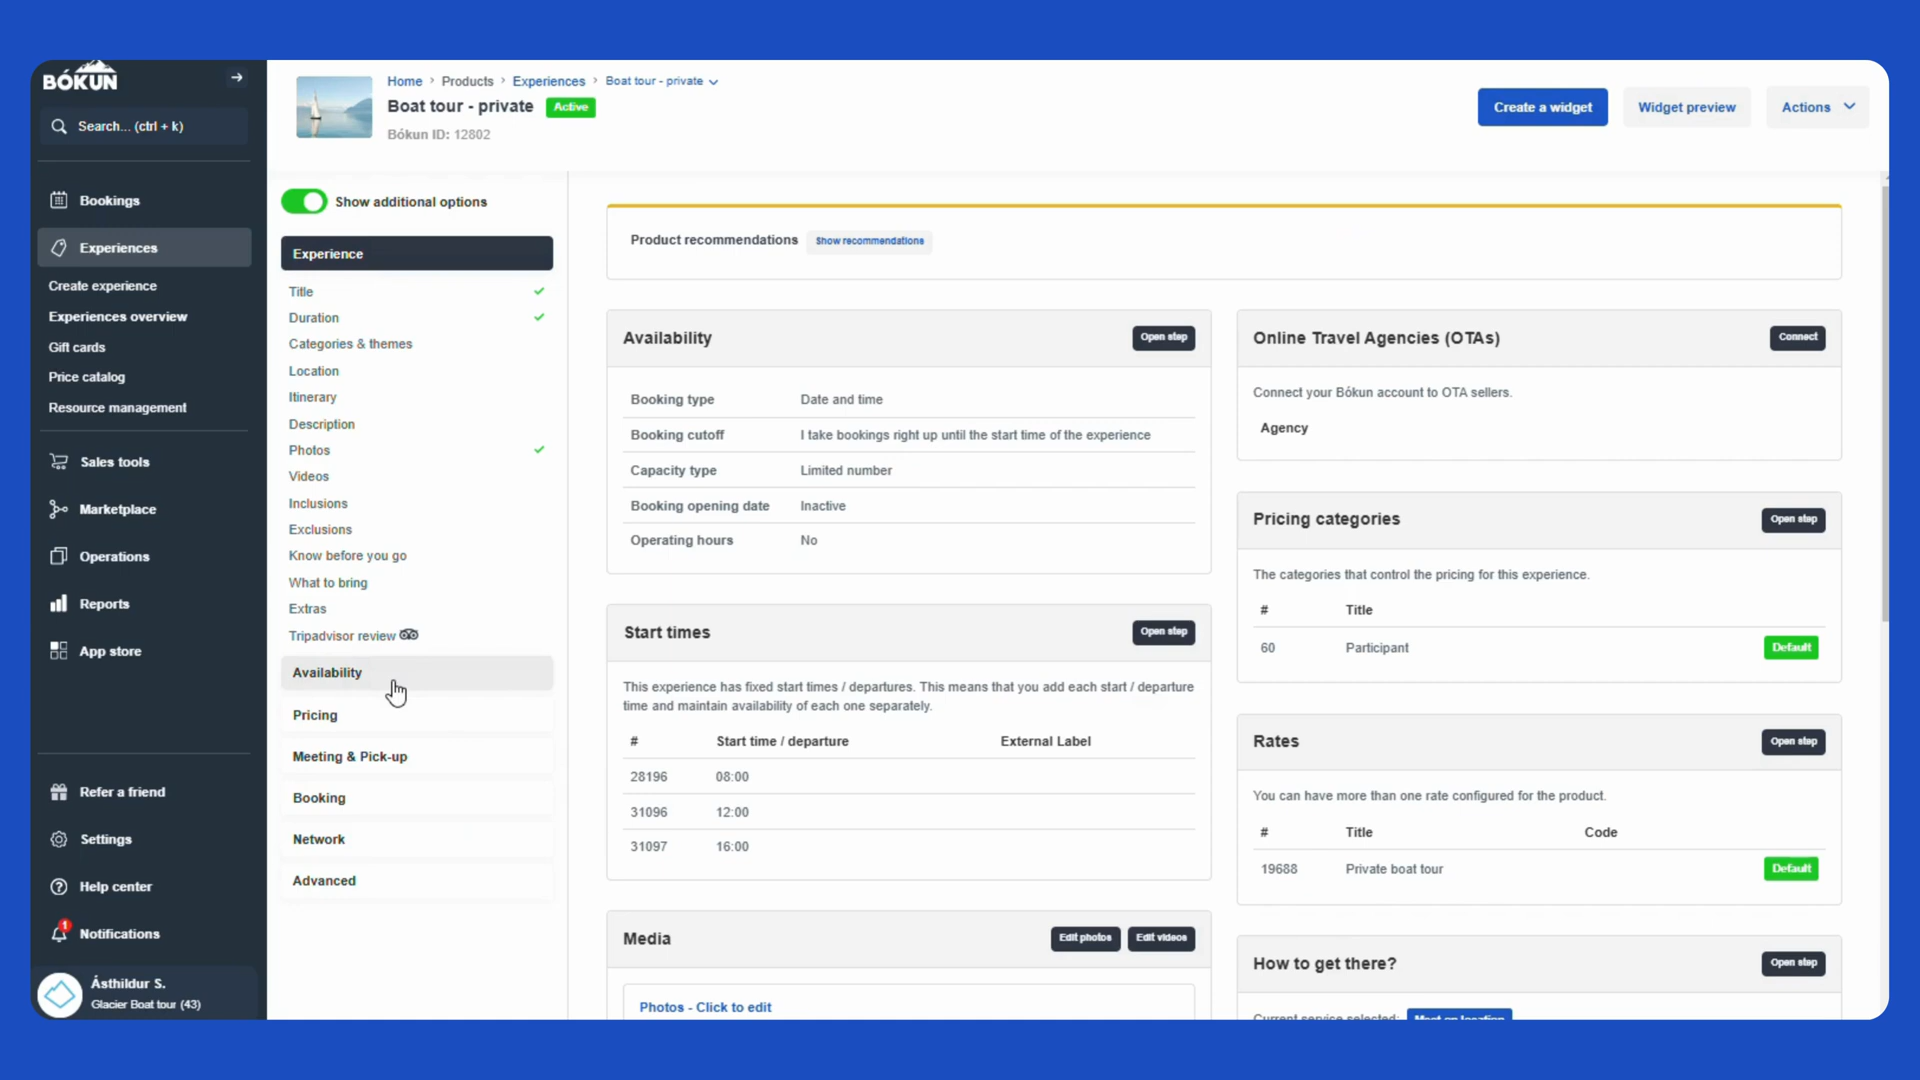 BÓKUN
Search... (ctrl + k)
Bookings
Experiences
Create experience
Experiences overview
Gift cards
Price catalog
Resource management
Sales tools
Marketplace
Operations
Reports
App store
Refer a friend
Settings
Help center
1
Notifications
Ásthildur S.
Glacier Boat tour (43)
Home › Products › Experiences › Boat tour - private
Boat tour - private Active
Bókun ID: 12802
Create a widget
Widget preview
Actions
Show additional options
Experience
Title
Duration
Categories & themes
Location
Itinerary
Description
Photos
Videos
Inclusions
Exclusions
Know before you go
What to bring
Extras
Tripadvisor review
Availability
Pricing
Meeting & Pick-up
Booking
Network
Advanced
Product recommendations Show recommendations
Availability Open step
Booking type Date and time
Booking cutoff I take bookings right up until the start time of the experience
Capacity type Limited number
Booking opening date Inactive
Operating hours No
Start times Open step
This experience has fixed start times / departures. This means that you add each start / departure
time and maintain availability of each one separately.
# Start time / departure External Label
28196 08:00
31096 12:00
31097 16:00
Media Edit photos Edit videos
Photos - Click to edit
Online Travel Agencies (OTAs) Connect
Connect your Bókun account to OTA sellers.
Agency
Pricing categories Open step
The categories that control the pricing for this experience.
# Title
60 Participant Default
Rates Open step
You can have more than one rate configured for the product.
# Title Code
19688 Private boat tour Default
How to get there? Open step
Current service selected: Meet on location